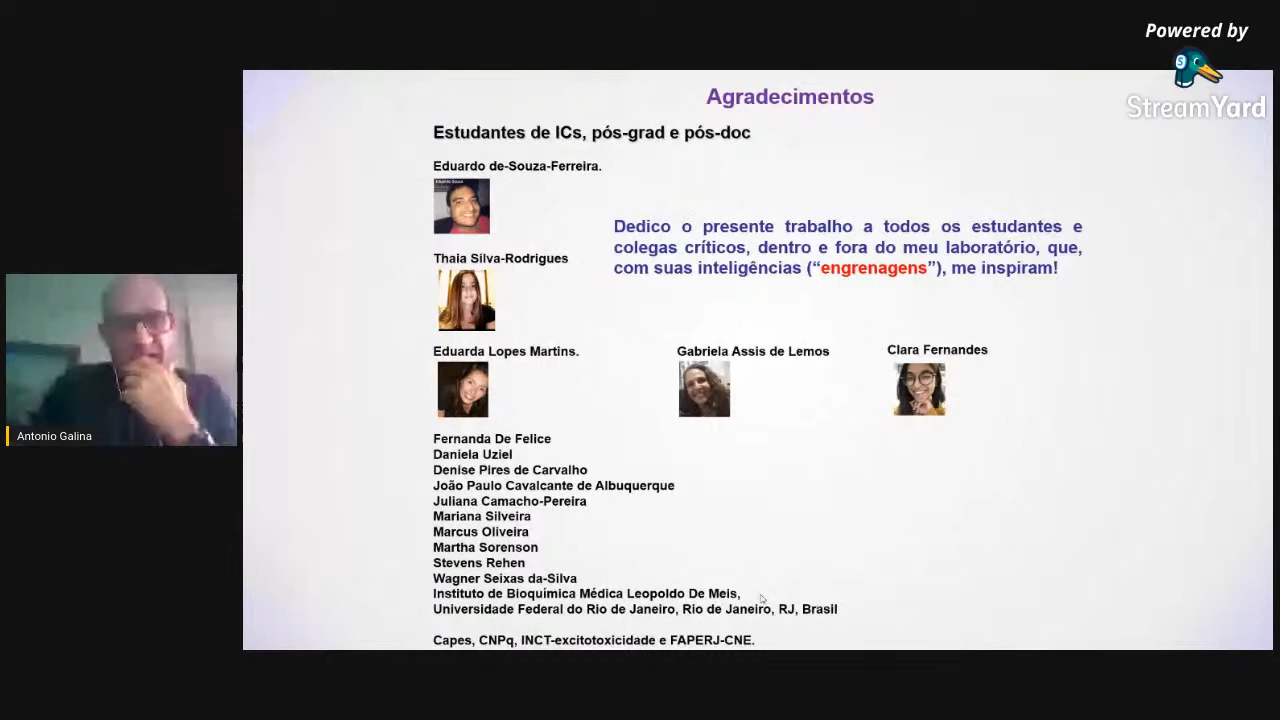 Powered by
StreamYard
Agradecimentos
Estudantes de ICs, pós-grad e pós-doc
Eduardo de-Souza-Ferreira.
Dedico o presente trabalho a todos os estudantes e
colegas críticos, dentro e fora do meu laboratório, que,
com suas inteligências (“engrenagens”), me inspiram!
Thaia Silva-Rodrigues
Eduarda Lopes Martins.
Gabriela Assis de Lemos
Clara Fernandes
Antonio Galina
Fernanda De Felice
Daniela Uziel
Denise Pires de Carvalho
João Paulo Cavalcante de Albuquerque
Juliana Camacho-Pereira
Mariana Silveira
Marcus Oliveira
Martha Sorenson
Stevens Rehen
Wagner Seixas da-Silva
Instituto de Bioquímica Médica Leopoldo De Meis,
Universidade Federal do Rio de Janeiro, Rio de Janeiro, RJ, Brasil
Capes, CNPq, INCT-excitotoxicidade e FAPERJ-CNE.